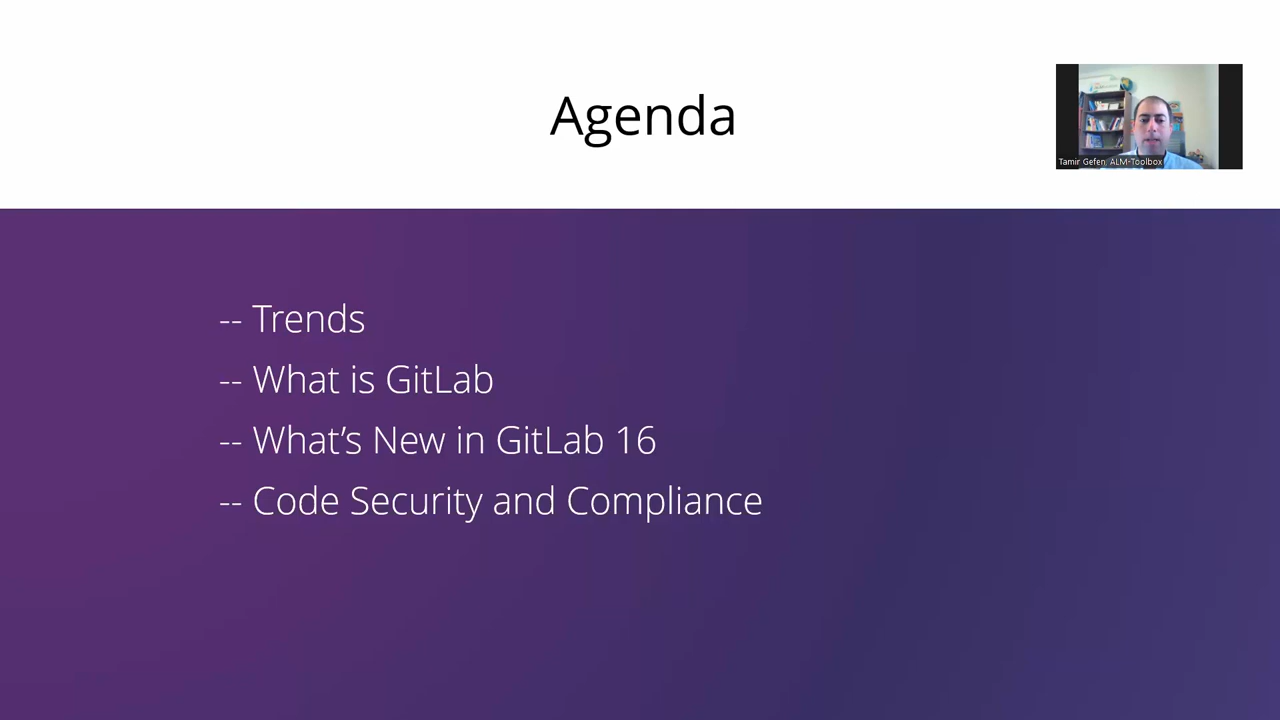 Agenda
Tamir Gefen, ALM-Toolbox
-- Trends
-- What is GitLab
-- What’s New in GitLab 16
-- Code Security and Compliance